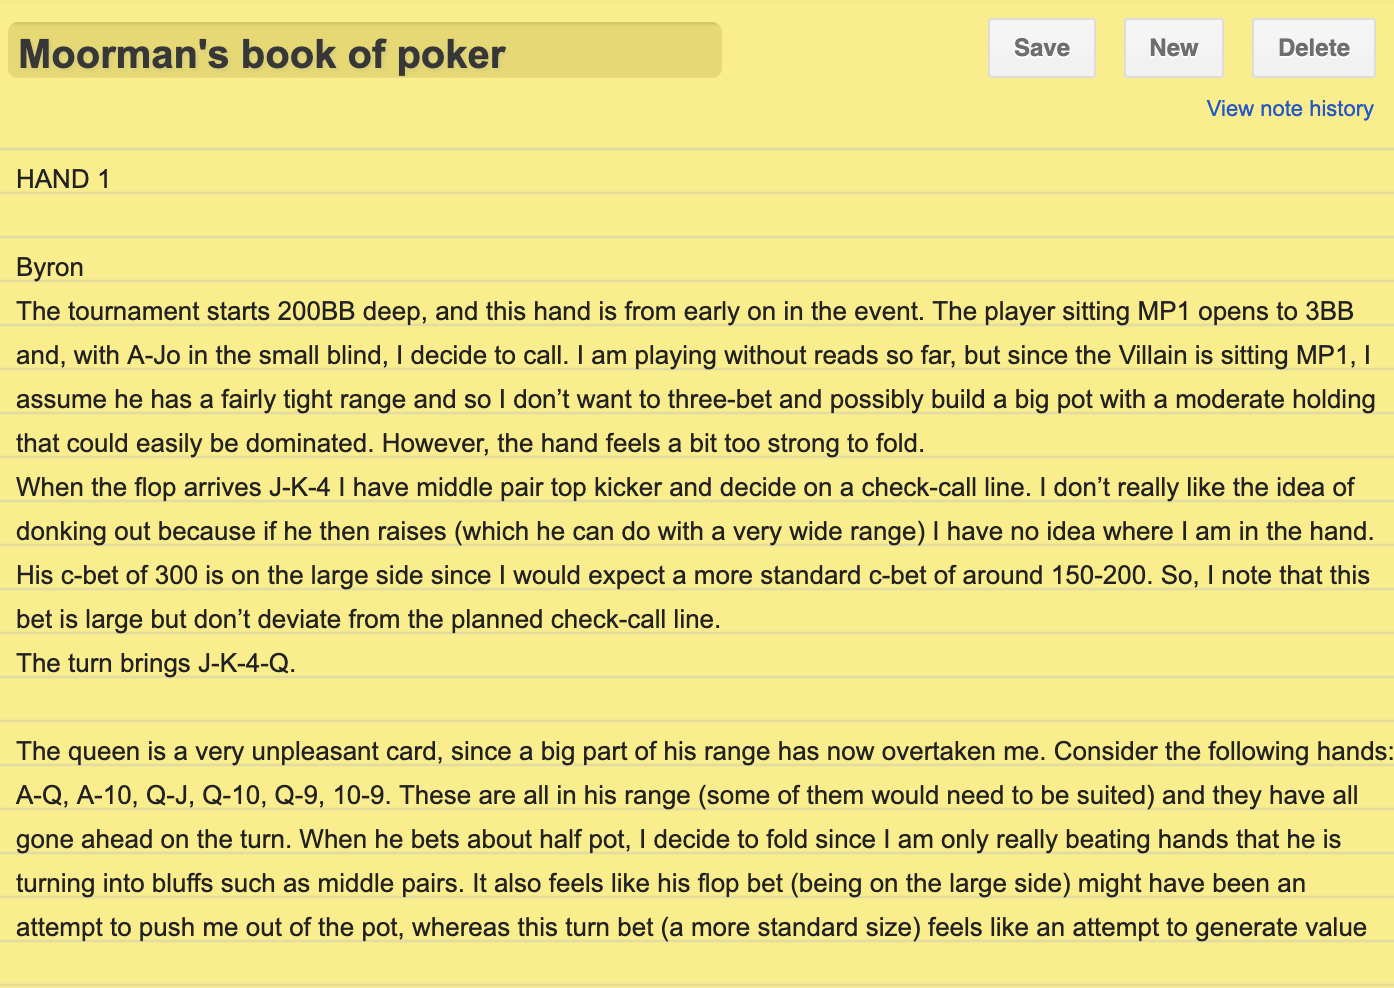 Moorman's book of poker
Save
New
Delete
View note history
HAND 1
Byron
The tournament starts 200BB deep, and this hand is from early on in the event. The player sitting MP1 opens to 3BB
and, with A-Jo in the small blind, I decide to call. I am playing without reads so far, but since the Villain is sitting MP1, I
assume he has a fairly tight range and so I don’t want to three-bet and possibly build a big pot with a moderate holding
that could easily be dominated. However, the hand feels a bit too strong to fold.
When the flop arrives J-K-4 I have middle pair top kicker and decide on a check-call line. I don’t really like the idea of
donking out because if he then raises (which he can do with a very wide range) I have no idea where I am in the hand.
His c-bet of 300 is on the large side since I would expect a more standard c-bet of around 150-200. So, I note that this
bet is large but don’t deviate from the planned check-call line.
The turn brings J-K-4-Q.
The queen is a very unpleasant card, since a big part of his range has now overtaken me. Consider the following hands:
A-Q, A-10, Q-J, Q-10, Q-9, 10-9. These are all in his range (some of them would need to be suited) and they have all
gone ahead on the turn. When he bets about half pot, I decide to fold since I am only really beating hands that he is
turning into bluffs such as middle pairs. It also feels like his flop bet (being on the large side) might have been an
attempt to push me out of the pot, whereas this turn bet (a more standard size) feels like an attempt to generate value